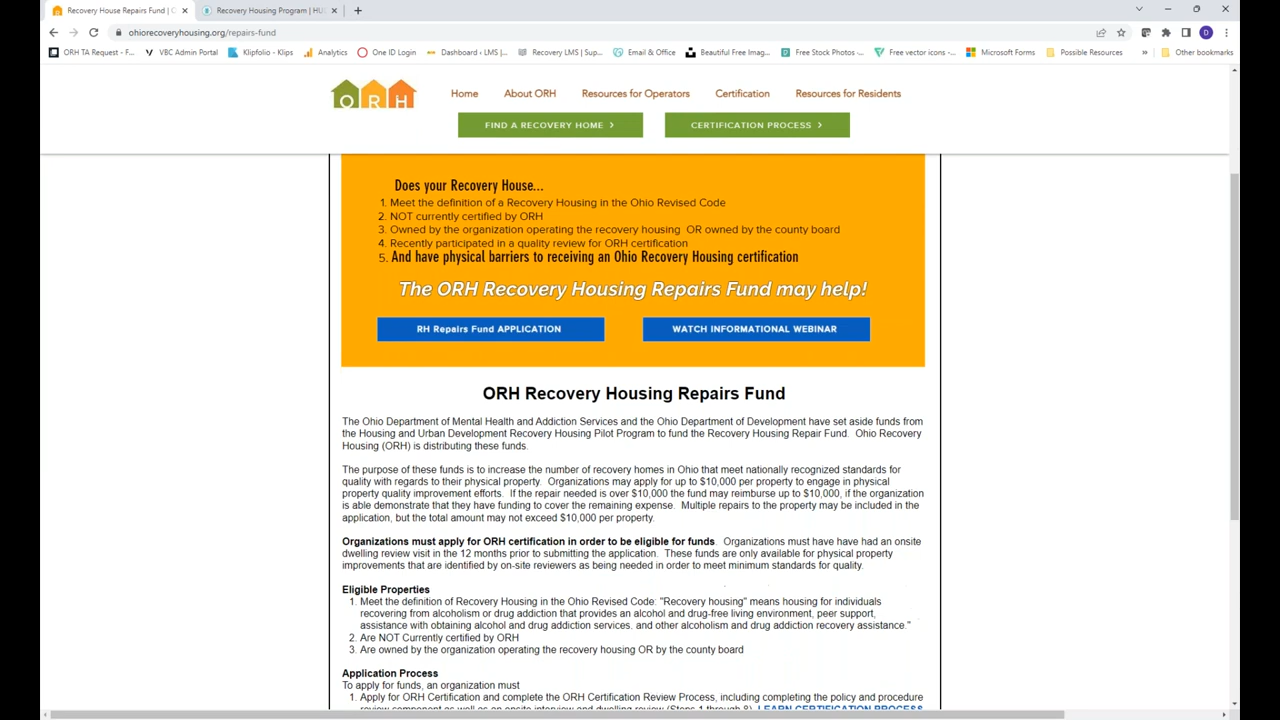 Recovery House Repairs Fund | O
Recovery Housing Program | HU
ohiorecoveryhousing.org/repairs-fund
ORH TA Request - F...
VBC Admin Portal
Klipfolio - Klips
Analytics
One ID Login
Dashboard ‹ LMS |...
Recovery LMS | Sup...
Email & Office
Beautiful Free Imag...
Free Stock Photos -...
Free vector icons -...
Microsoft Forms
Possible Resources
»
Other bookmarks
ORH
Home
About ORH
Resources for Operators
Certification
Resources for Residents
FIND A RECOVERY HOME >
CERTIFICATION PROCESS >
Does your Recovery House...
1. Meet the definition of a Recovery Housing in the Ohio Revised Code
2. NOT currently certified by ORH
3. Owned by the organization operating the recovery housing OR owned by the county board
4. Recently participated in a quality review for ORH certification
5. And have physical barriers to receiving an Ohio Recovery Housing certification
The ORH Recovery Housing Repairs Fund may help!
RH Repairs Fund APPLICATION
WATCH INFORMATIONAL WEBINAR
ORH Recovery Housing Repairs Fund
The Ohio Department of Mental Health and Addiction Services and the Ohio Department of Development have set aside funds from
the Housing and Urban Development Recovery Housing Pilot Program to fund the Recovery Housing Repair Fund. Ohio Recovery
Housing (ORH) is distributing these funds.
The purpose of these funds is to increase the number of recovery homes in Ohio that meet nationally recognized standards for
quality with regards to their physical property. Organizations may apply for up to $10,000 per property to engage in physical
property quality improvement efforts. If the repair needed is over $10,000 the fund may reimburse up to $10,000, if the organization
is able demonstrate that they have funding to cover the remaining expense. Multiple repairs to the property may be included in the
application, but the total amount may not exceed $10,000 per property.
Organizations must apply for ORH certification in order to be eligible for funds. Organizations must have have had an onsite
dwelling review visit in the 12 months prior to submitting the application. These funds are only available for physical property
improvements that are identified by on-site reviewers as being needed in order to meet minimum standards for quality.
Eligible Properties
1. Meet the definition of Recovery Housing in the Ohio Revised Code: "Recovery housing" means housing for individuals
recovering from alcoholism or drug addiction that provides an alcohol and drug-free living environment, peer support,
assistance with obtaining alcohol and drug addiction services. and other alcoholism and drug addiction recovery assistance."
2. Are NOT Currently certified by ORH
3. Are owned by the organization operating the recovery housing OR by the county board
Application Process
To apply for funds, an organization must
1. Apply for ORH Certification and complete the ORH Certification Review Process, including completing the policy and procedure
review component as well as an onsite interview and dwelling review (Steps 1 through 8). LEARN CERTIFICATION PROCESS